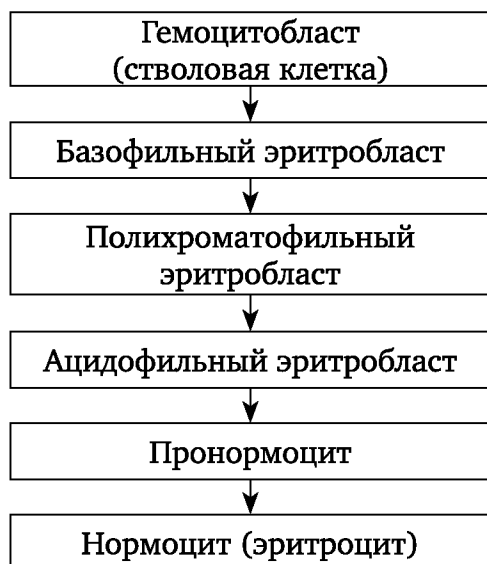 Гемоцитобласт
(стволовая клетка)
Базофильный эритробласт
Полихроматофильный
эритробласт
Ацидофильный эритробласт
Пронормоцит
Нормоцит (эритроцит)